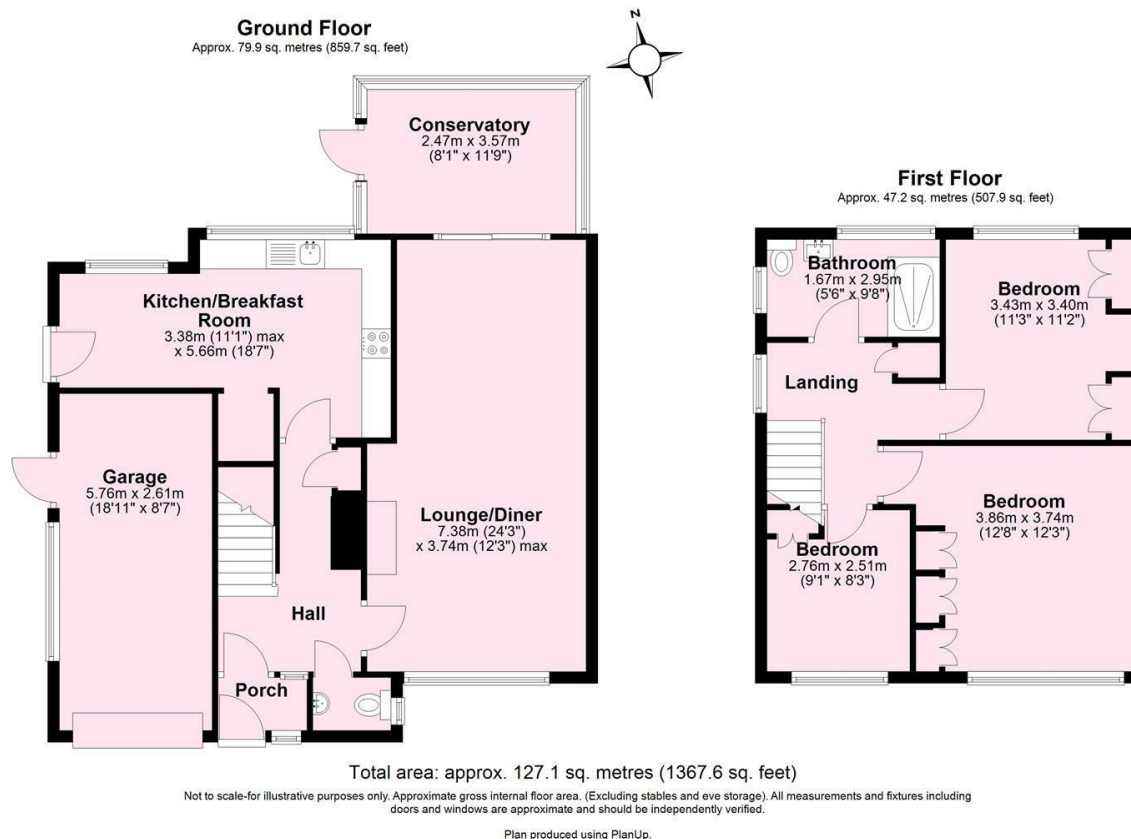 Ground Floor
Approx. 79.9 sq. metres (859.7 sq. feet)
N
Conservatory
2.47m x 3.57m
(8'1" x 11'9")
Kitchen/Breakfast
Room
3.38m (11'1") max
x 5.66m (18'7")
Garage
5.76m x 2.61m
(18'11" x 8'7")
Lounge/Diner
7.38m (24'3")
x 3.74m (12'3") max
Hall
Porch
First Floor
Approx. 47.2 sq. metres (507.9 sq. feet)
Bathroom
1.67m x 2.95m
(5'6" x 9'8")
Bedroom
3.43m x 3.40m
(11'3" x 11'2")
Landing
Bedroom
3.86m x 3.74m
(12'8" x 12'3")
Bedroom
2.76m x 2.51m
(9'1" x 8'3")
Total area: approx. 127.1 sq. metres (1367.6 sq. feet)
Not to scale-for illustrative purposes only. Approximate gross internal floor area. (Excluding stables and eve storage). All measurements and fixtures including
doors and windows are approximate and should be independently verified.
Plan produced using PlanUp.